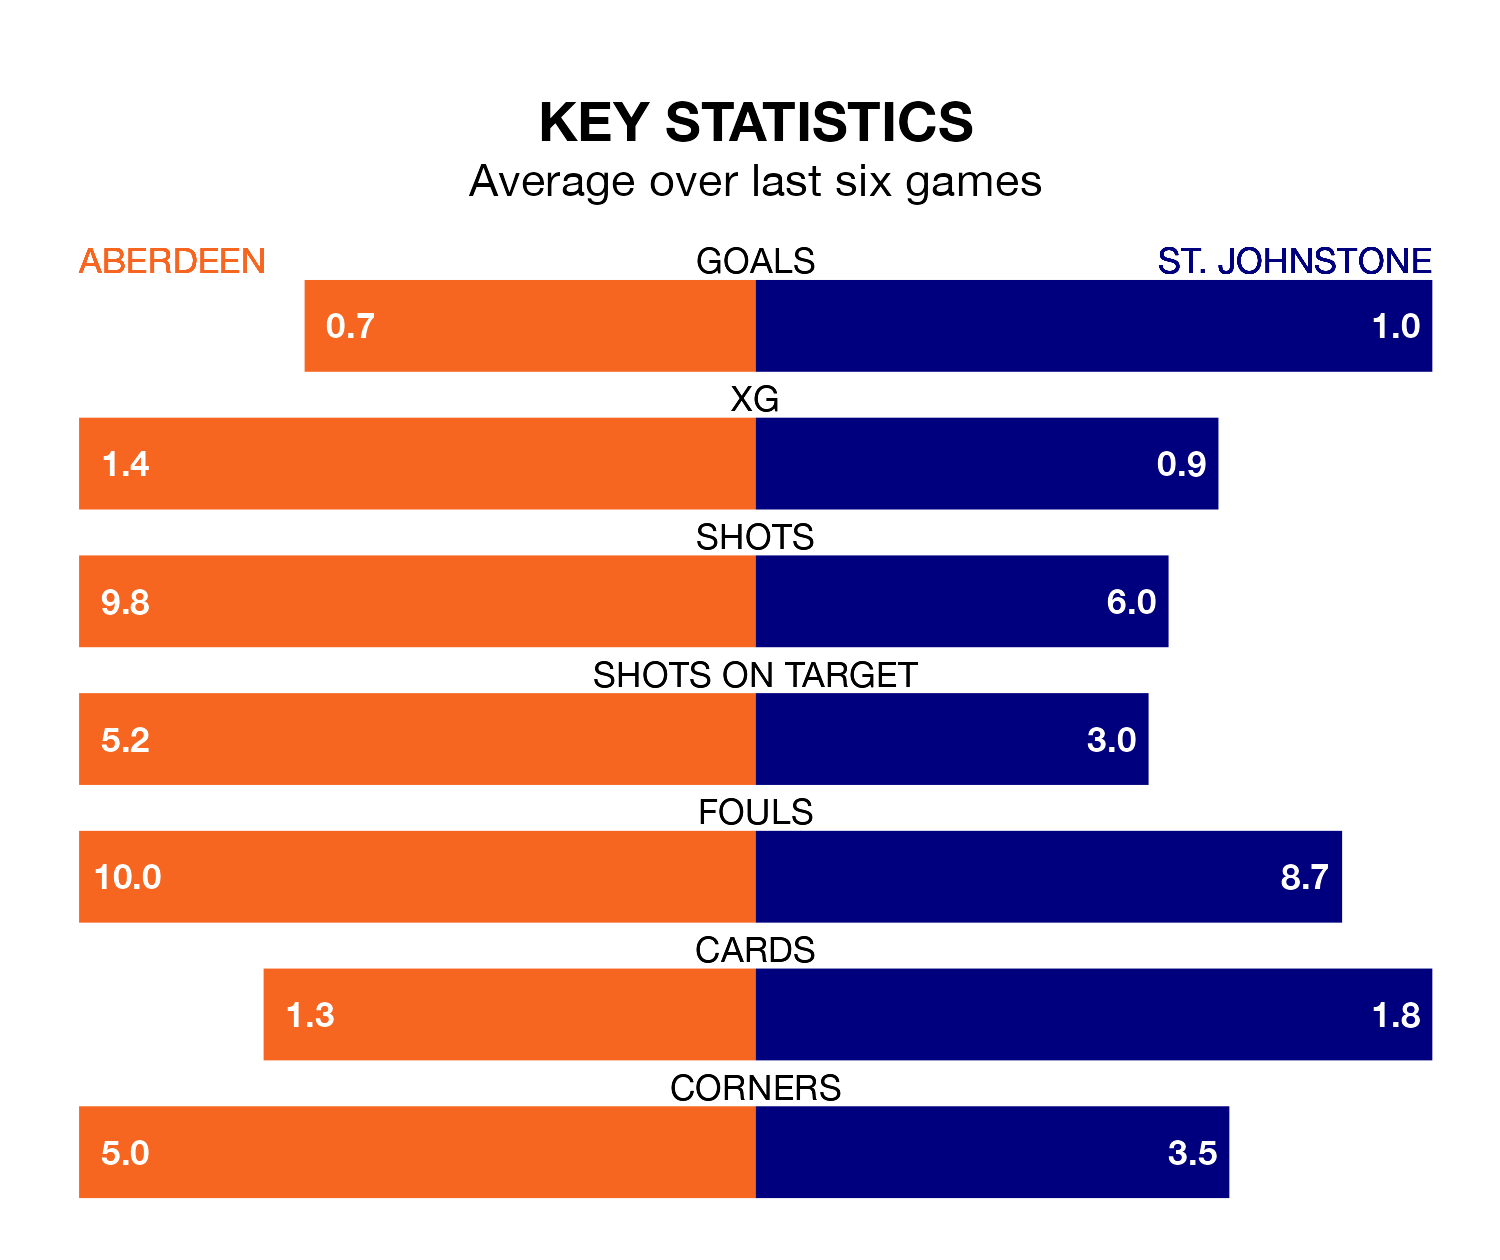 KEY STATISTICS
Average over last six games
ABERDEEN GOALS ST. JOHNSTONE
0.7 1.0
XG
1.4 0.9
SHOTS
9.8 6.0
SHOTS ON TARGET
5.2 3.0
FOULS
10.0 8.7
CARDS
1.3 1.8
CORNERS
5.0 3.5